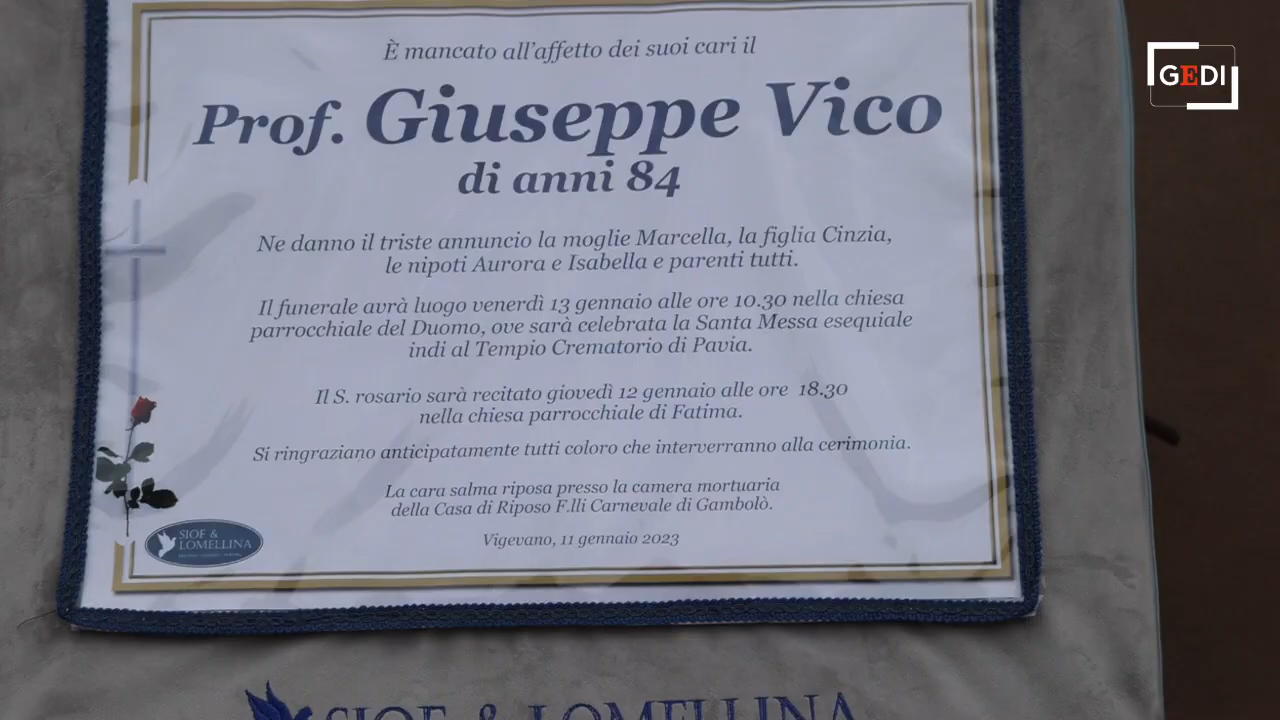 È mancato all'affetto dei suoi cari il
Prof. Giuseppe Vico
di anni 84
Ne danno il triste annuncio la moglie Marcella, la figlia Cinzia,
le nipoti Aurora e Isabella e parenti tutti.
Il funerale avrà luogo venerdì 13 gennaio alle ore 10.30 nella chiesa
parrocchiale del Duomo, ove sarà celebrata la Santa Messa esequiale
indi al Tempio Crematorio di Pavia.
Il S. rosario sarà recitato giovedì 12 gennaio alle ore 18.30
nella chiesa parrocchiale di Fatima.
Si ringraziano anticipatamente tutti coloro che interverranno alla cerimonia.
La cara salma riposa presso la camera mortuaria
della Casa di Riposo F.lli Carnevale di Gambolò.
Vigevano, 11 gennaio 2023
SIOF &
LOMELLINA
SIOF & LOMELLINA
GEDI